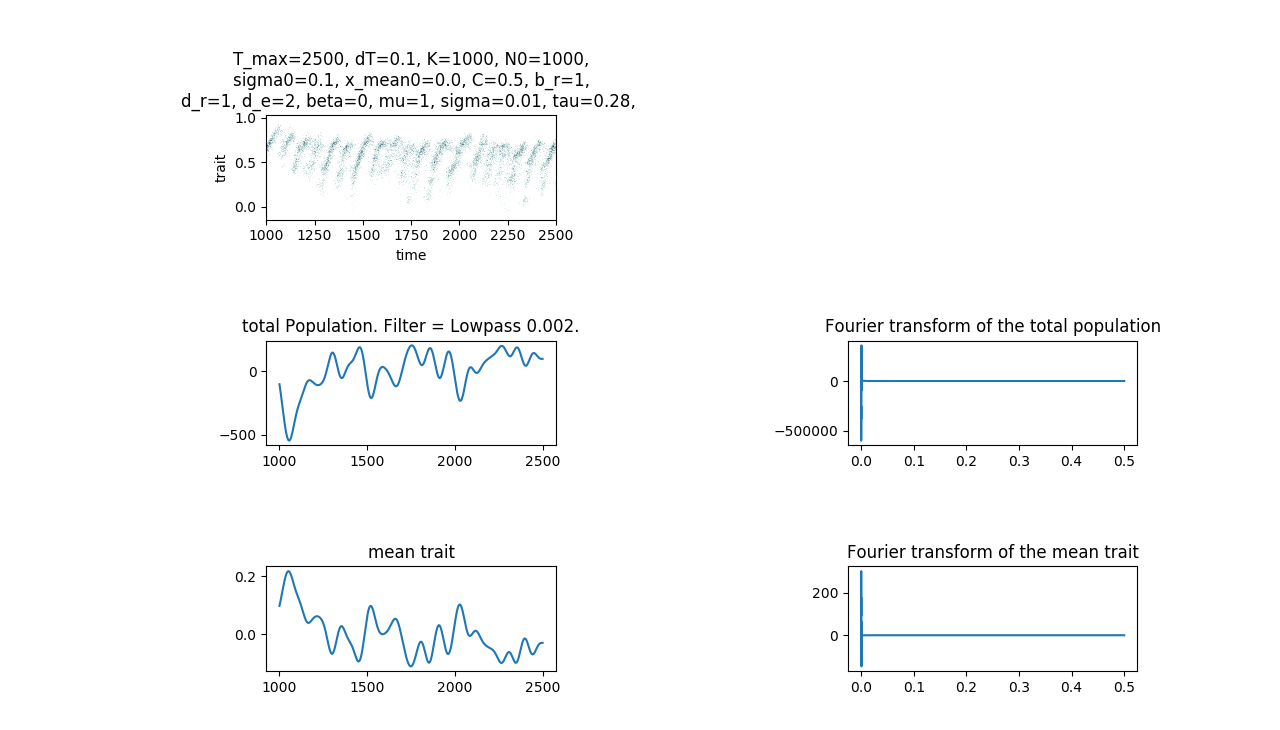 T_max=2500, dT=0.1, K=1000, N0=1000,
sigma0=0.1, x_mean0=0.0, C=0.5, b_r=1,
d_r=1, d_e=2, beta=0, mu=1, sigma=0.01, tau=0.28,
1.0
0.5
0.0
trait
1000 1250 1500 1750 2000 2250 2500
time
total Population. Filter = Lowpass 0.002.
0
−500
1000 1500 2000 2500
Fourier transform of the total population
0
−500000
0.0 0.1 0.2 0.3 0.4 0.5
mean trait
0.2
0.0
1000 1500 2000 2500
Fourier transform of the mean trait
200
0
0.0 0.1 0.2 0.3 0.4 0.5